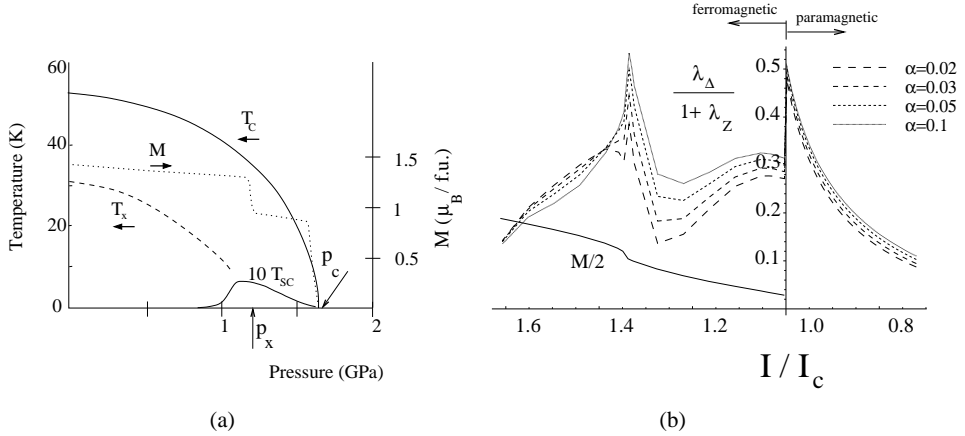 60
50
40
20
10
0
Temperature (K)
T_C
M
T_x
10 T_SC
p_c
1
2
p_x
Pressure (GPa)
1.5
1
0.5
M (μ_B / f.u.)
(a)
ferromagnetic
paramagnetic
λ_Δ
1+ λ_Z
0.5
0.4
0.3
0.2
0.1
α=0.02
α=0.03
α=0.05
α=0.1
M/2
1.6
1.4
1.2
1.0
0.8
I / I_c
(b)